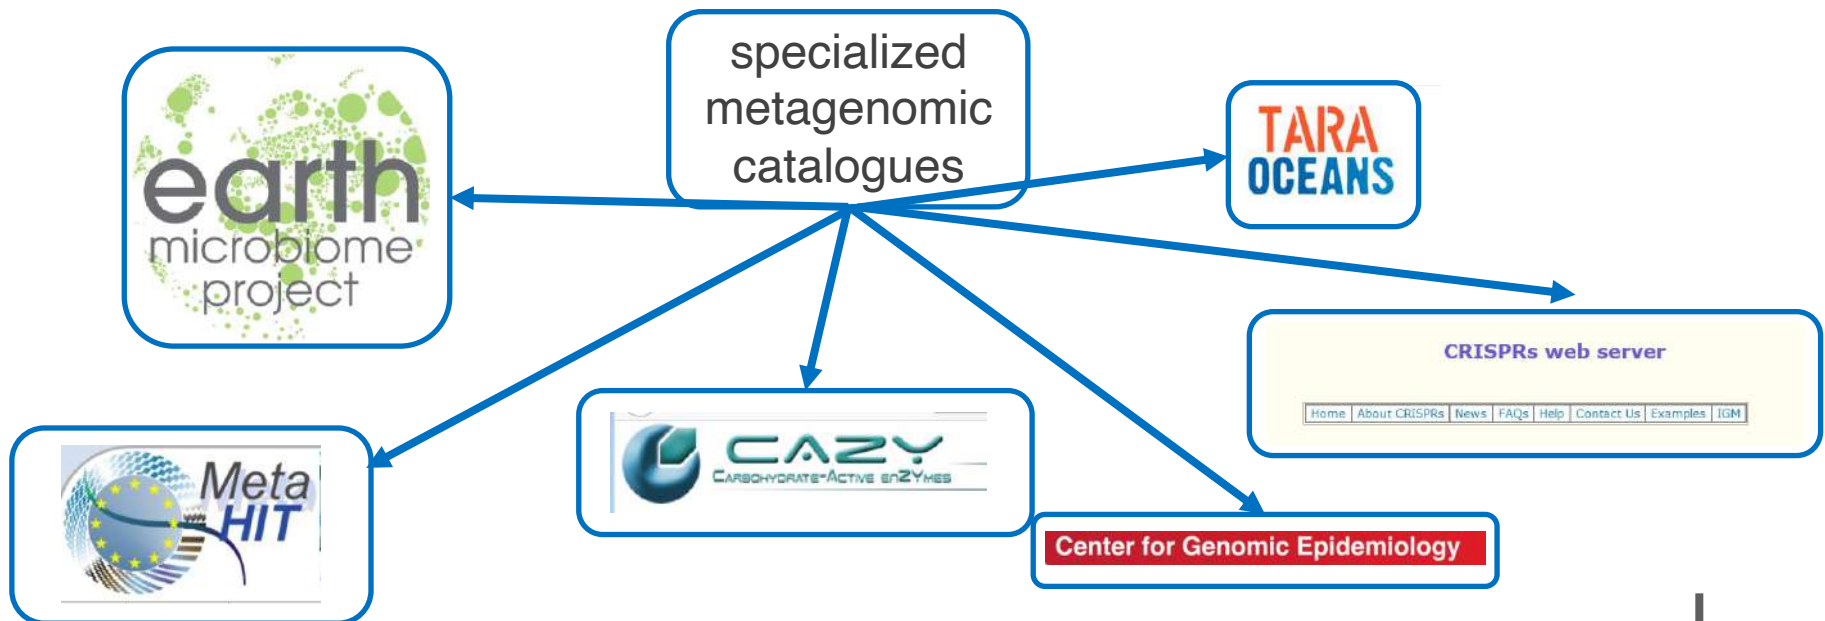 specialized
metagenomic
catalogues
earth
microbiome
project
TARA
OCEANS
CRISPRs web server
Home | About CRISPRs | News | FAQs | Help | Contact Us | Examples | IGM
Meta
HIT
CAZY
CARBOHYDRATE-ACTIVE ENZYMES
Center for Genomic Epidemiology